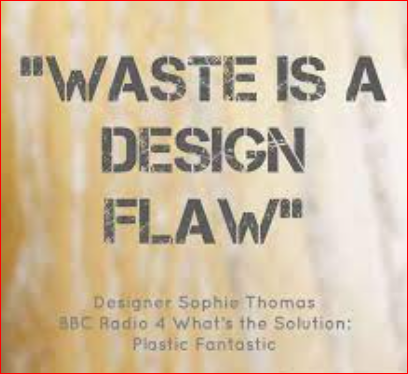 "WASTE IS A
DESIGN
FLAW"
Designer Sophie Thomas
BBC Radio 4 What's the Solution:
Plastic Fantastic